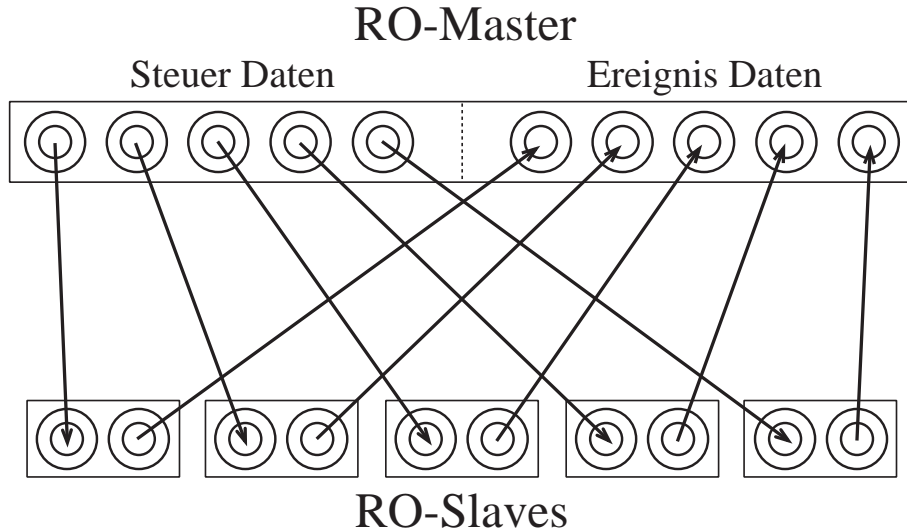 RO-Master
Steuer Daten
Ereignis Daten
RO-Slaves